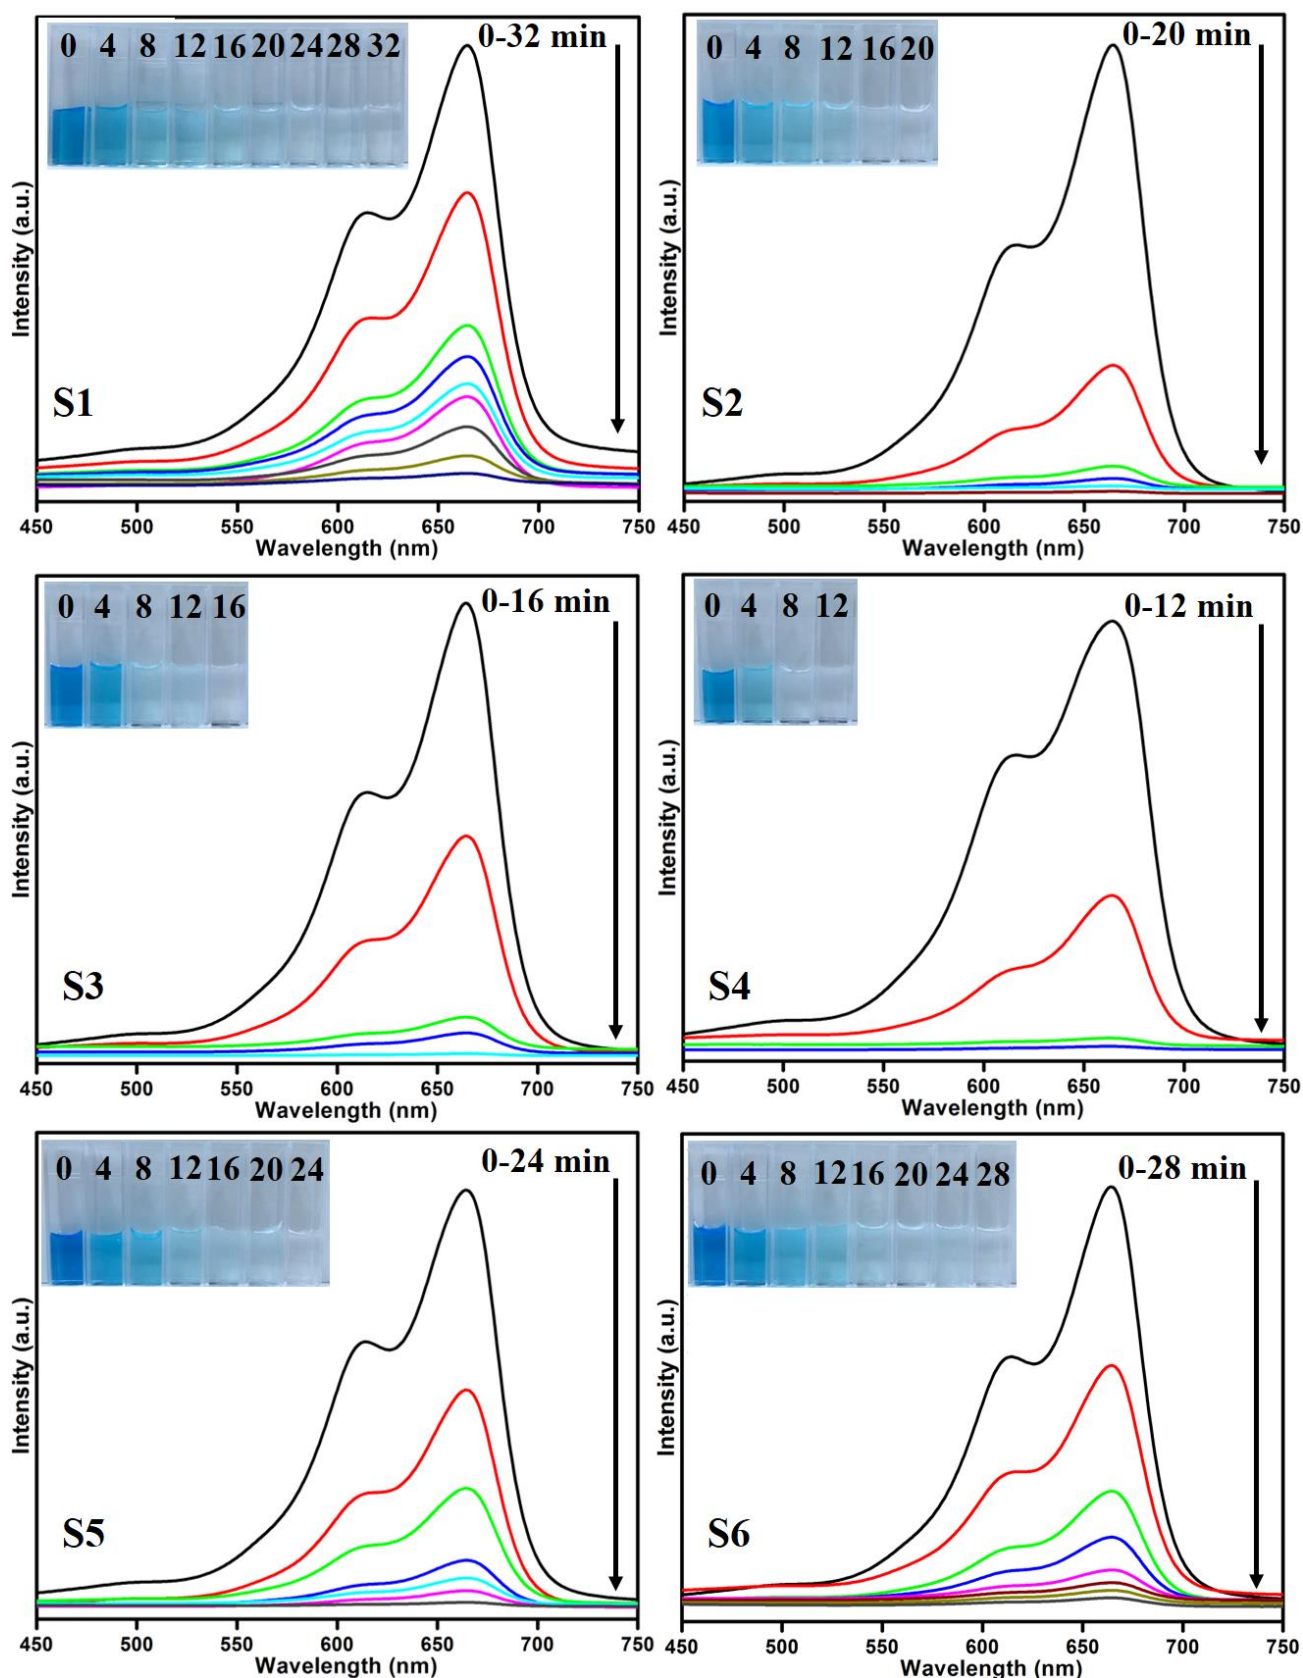 0 4 8 12 16 20 24 28 32
0-32 min
Intensity (a.u.)
S1
450 500 550 600 650 700 750
Wavelength (nm)
0 4 8 12 16 20
0-20 min
Intensity (a.u.)
S2
450 500 550 600 650 700 750
Wavelength (nm)
0 4 8 12 16
0-16 min
Intensity (a.u.)
S3
450 500 550 600 650 700 750
Wavelength (nm)
0 4 8 12
0-12 min
Intensity (a.u.)
S4
450 500 550 600 650 700 750
Wavelength (nm)
0 4 8 12 16 20 24
0-24 min
Intensity (a.u.)
S5
450 500 550 600 650 700 750
Wavelength (nm)
0 4 8 12 16 20 24 28
0-28 min
Intensity (a.u.)
S6
450 500 550 600 650 700 750
Wavelength (nm)